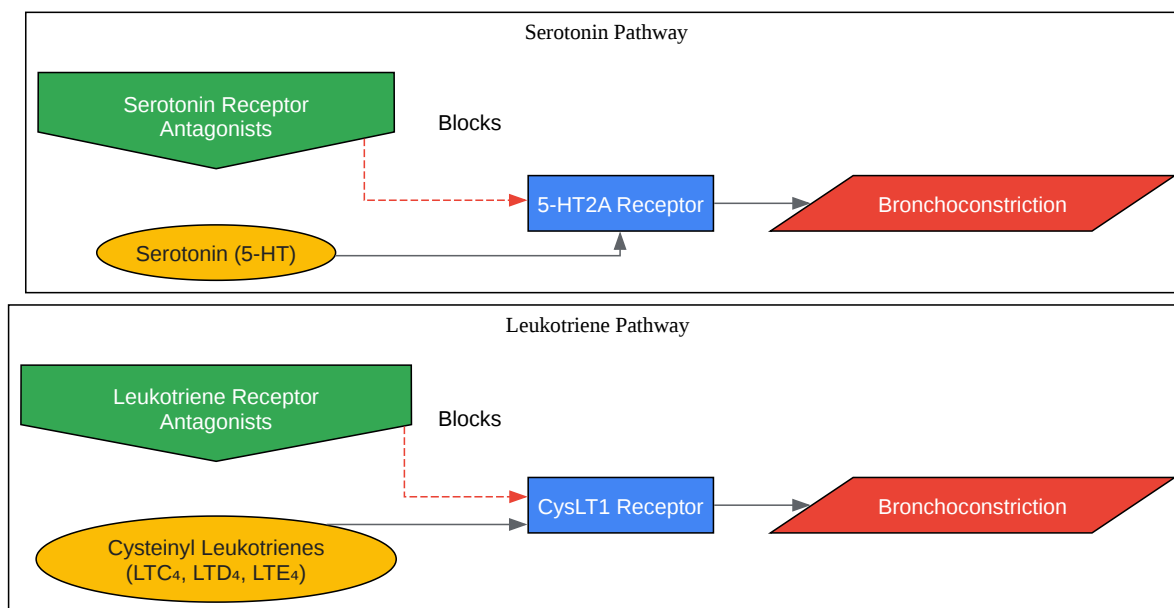 Serotonin Pathway
Serotonin Receptor
Antagonists
Blocks
5-HT2A Receptor
Bronchoconstriction
Serotonin (5-HT)
Leukotriene Pathway
Leukotriene Receptor
Antagonists
Blocks
CysLT1 Receptor
Bronchoconstriction
Cysteinyl Leukotrienes
(LTC₄, LTD₄, LTE₄)